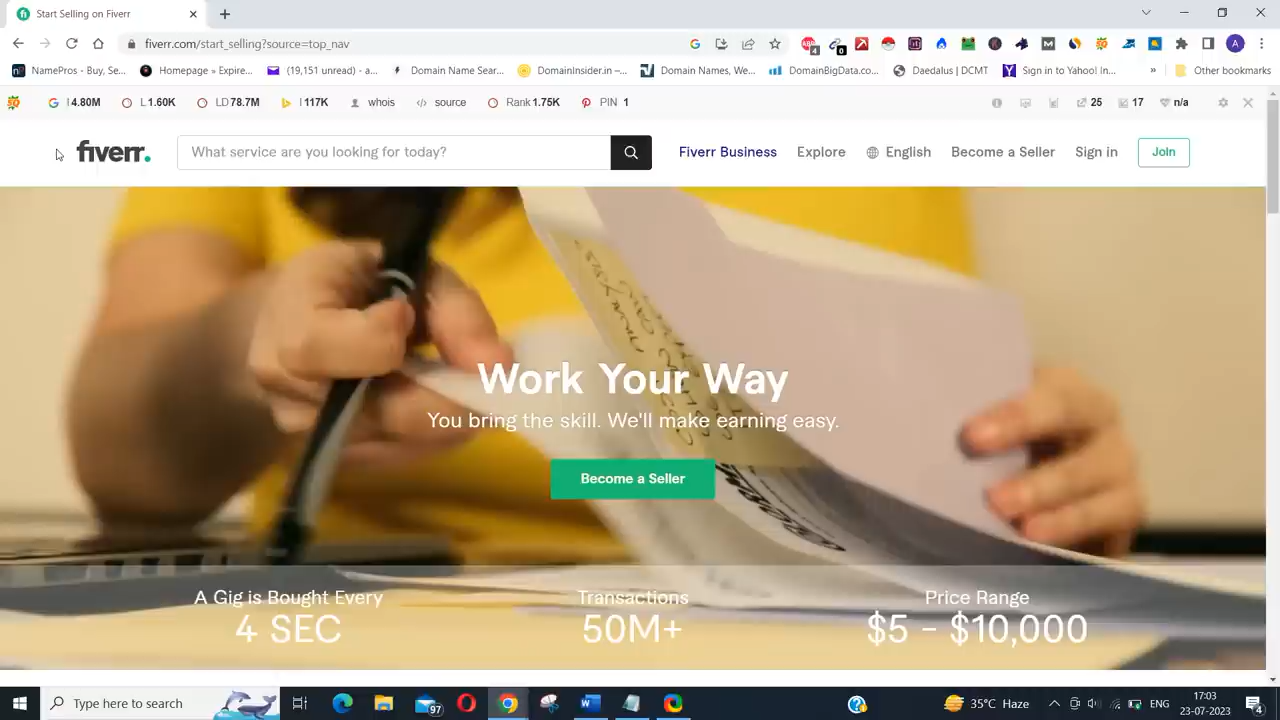 Start Selling on Fiverr
fiverr.com/start_selling?source=top_nav
NamePros - Buy, Se...
Homepage » Expire...
(19,151 unread) - a...
Domain Name Sear...
DomainInsider.in –...
Domain Names, We...
DomainBigData.co...
Daedalus | DCMT
Sign in to Yahoo! In...
»
Other bookmarks
I 4.80M
L 1.60K
LD 78.7M
I 117K
whois
source
Rank 1.75K
PIN 1
25
17
n/a
fiverr.
What service are you looking for today?
Fiverr Business
Explore
English
Become a Seller
Sign in
Join
Work Your Way
You bring the skill. We'll make earning easy.
Become a Seller
A Gig is Bought Every
4 SEC
Transactions
50M+
Price Range
$5 - $10,000
Type here to search
97
35°C Haze
ENG
17:03
23-07-2023
4